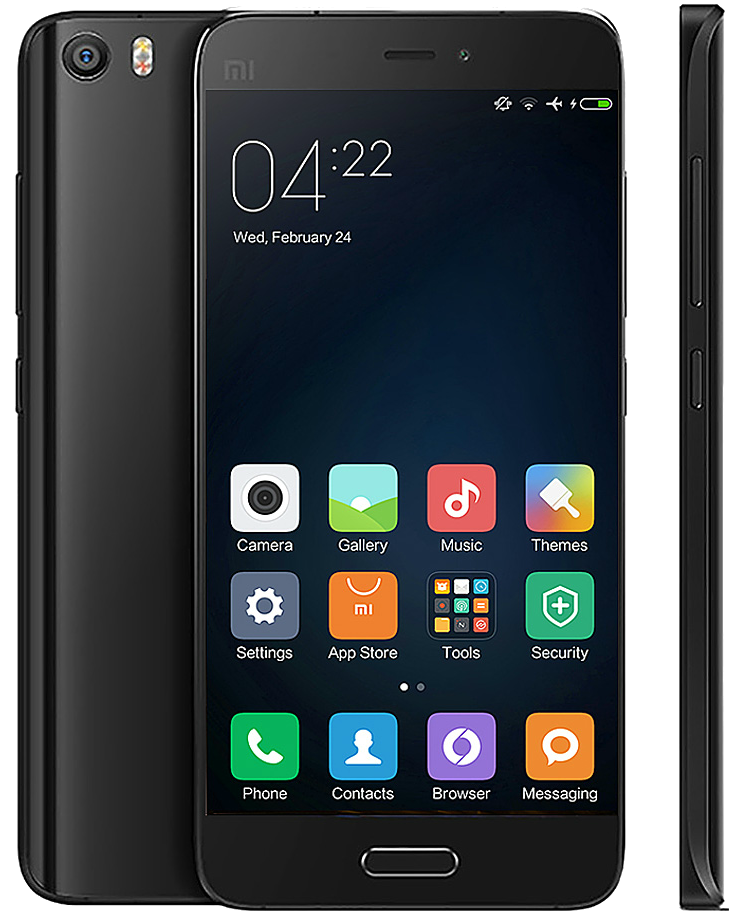 mi
04:22
Wed, February 24
Camera Gallery Music Themes
mi
Settings App Store Tools Security
Phone Contacts Browser Messaging